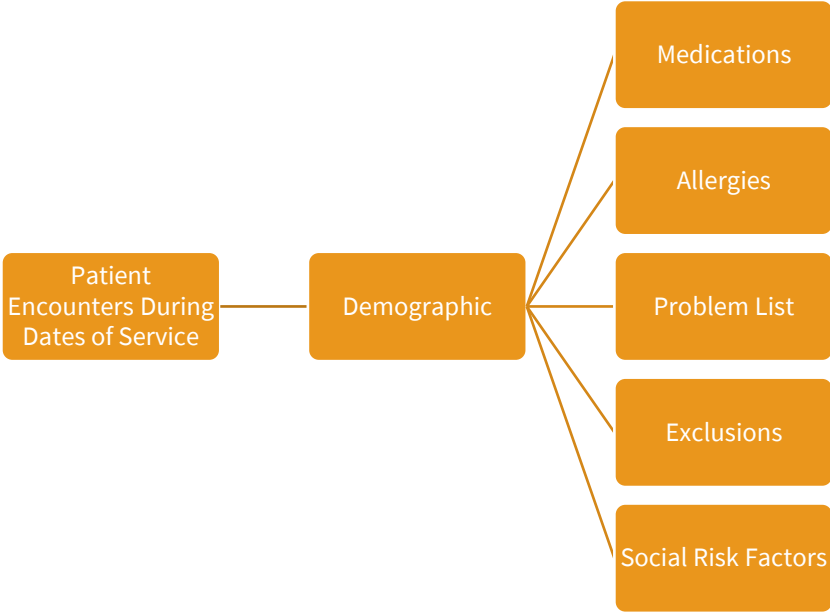 Patient
Encounters During
Dates of Service
Demographic
Medications
Allergies
Problem List
Exclusions
Social Risk Factors